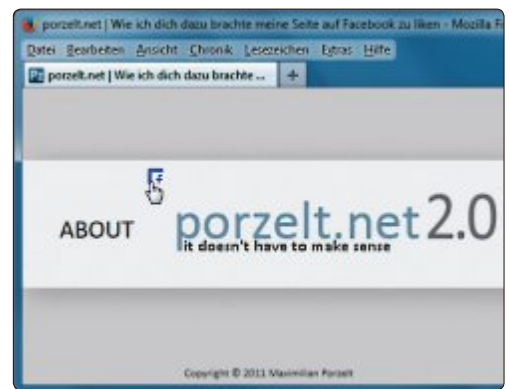 porzelt.net | Wie ich dich dazu brachte meine Seite auf Facebook zu liken - Mozilla F
Datei Bearbeiten Ansicht Chronik Lesezeichen Extras Hilfe
porzelt.net | Wie ich dich dazu brachte ... +
f
ABOUT porzelt.net 2.0
it doesn't have to make sense
Copyright © 2011 Maximilian Porzelt